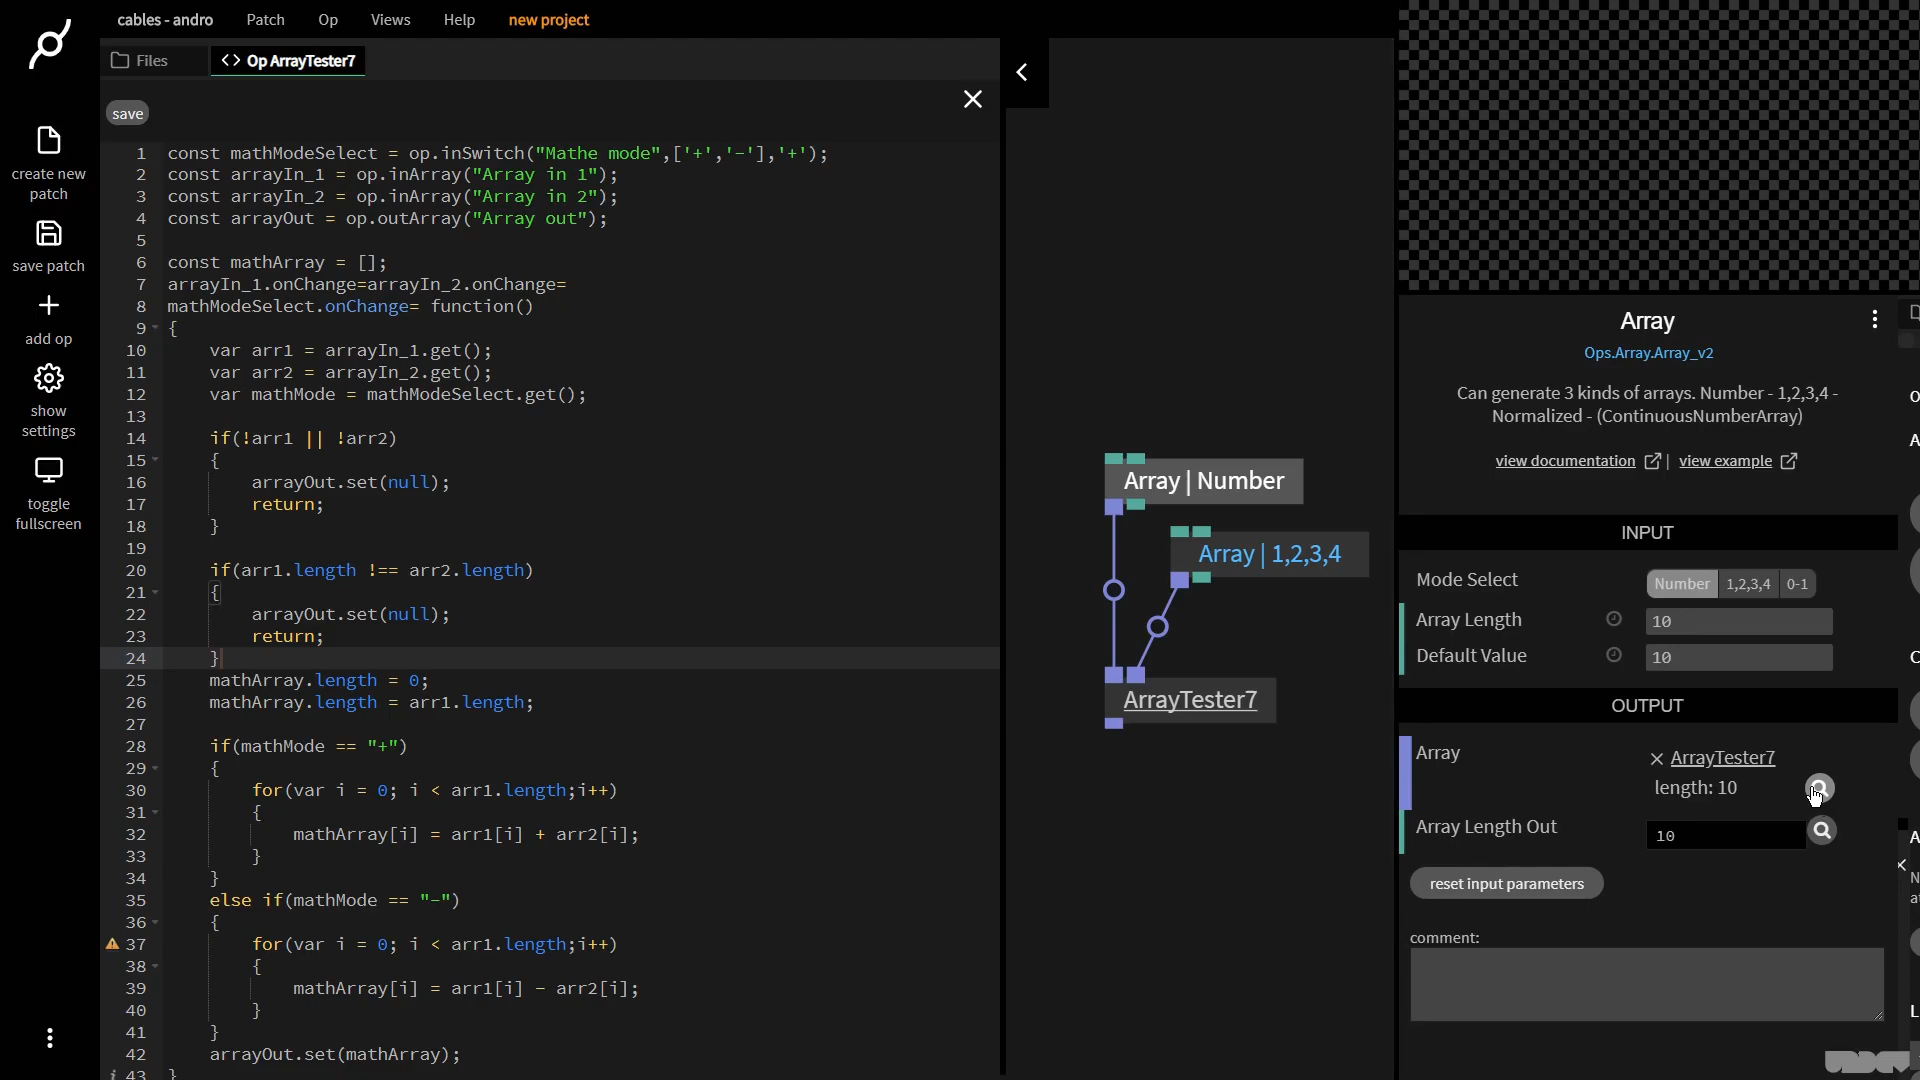 cables - andro
Patch
Op
Views
Help
new project
Files
<> Op ArrayTester7
save
create new
patch
save patch
add op
show
settings
toggle
fullscreen
1 const mathModeSelect = op.inSwitch("Mathe mode",['+','-'],'+');
2 const arrayIn_1 = op.inArray("Array in 1");
3 const arrayIn_2 = op.inArray("Array in 2");
4 const arrayOut = op.outArray("Array out");
5
6 const mathArray = [];
7 arrayIn_1.onChange=arrayIn_2.onChange=
8 mathModeSelect.onChange= function()
9 {
10 var arr1 = arrayIn_1.get();
11 var arr2 = arrayIn_2.get();
12 var mathMode = mathModeSelect.get();
13
14 if(!arr1 || !arr2)
15 {
16 arrayOut.set(null);
17 return;
18 }
19
20 if(arr1.length !== arr2.length)
21 {
22 arrayOut.set(null);
23 return;
24 }
25 mathArray.length = 0;
26 mathArray.length = arr1.length;
27
28 if(mathMode == "+")
29 {
30 for(var i = 0; i < arr1.length;i++)
31 {
32 mathArray[i] = arr1[i] + arr2[i];
33 }
34 }
35 else if(mathMode == "-")
36 {
37 for(var i = 0; i < arr1.length;i++)
38 {
39 mathArray[i] = arr1[i] - arr2[i];
40 }
41 }
42 arrayOut.set(mathArray);
43 }
Array | Number
Array | 1,2,3,4
ArrayTester7
Array
Ops.Array.Array_v2
Can generate 3 kinds of arrays. Number - 1,2,3,4 -
Normalized - (ContinuousNumberArray)
view documentation | view example
INPUT
Mode Select Number 1,2,3,4 0-1
Array Length 10
Default Value 10
OUTPUT
Array × ArrayTester7
length: 10
Array Length Out 10
reset input parameters
comment: